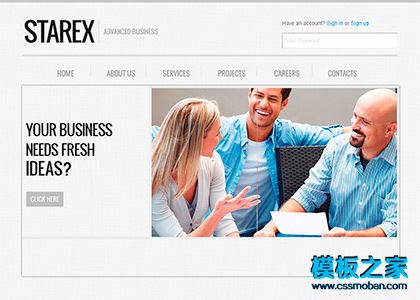 STAREX
ADVANCED BUSINESS
Have an account? Sign in or Sign up
Enter Keyword
HOME
ABOUT US
SERVICES
PROJECTS
CAREERS
CONTACTS
YOUR BUSINESS
NEEDS FRESH
IDEAS?
CLICK HERE
模板之家
www.cssmoban.com